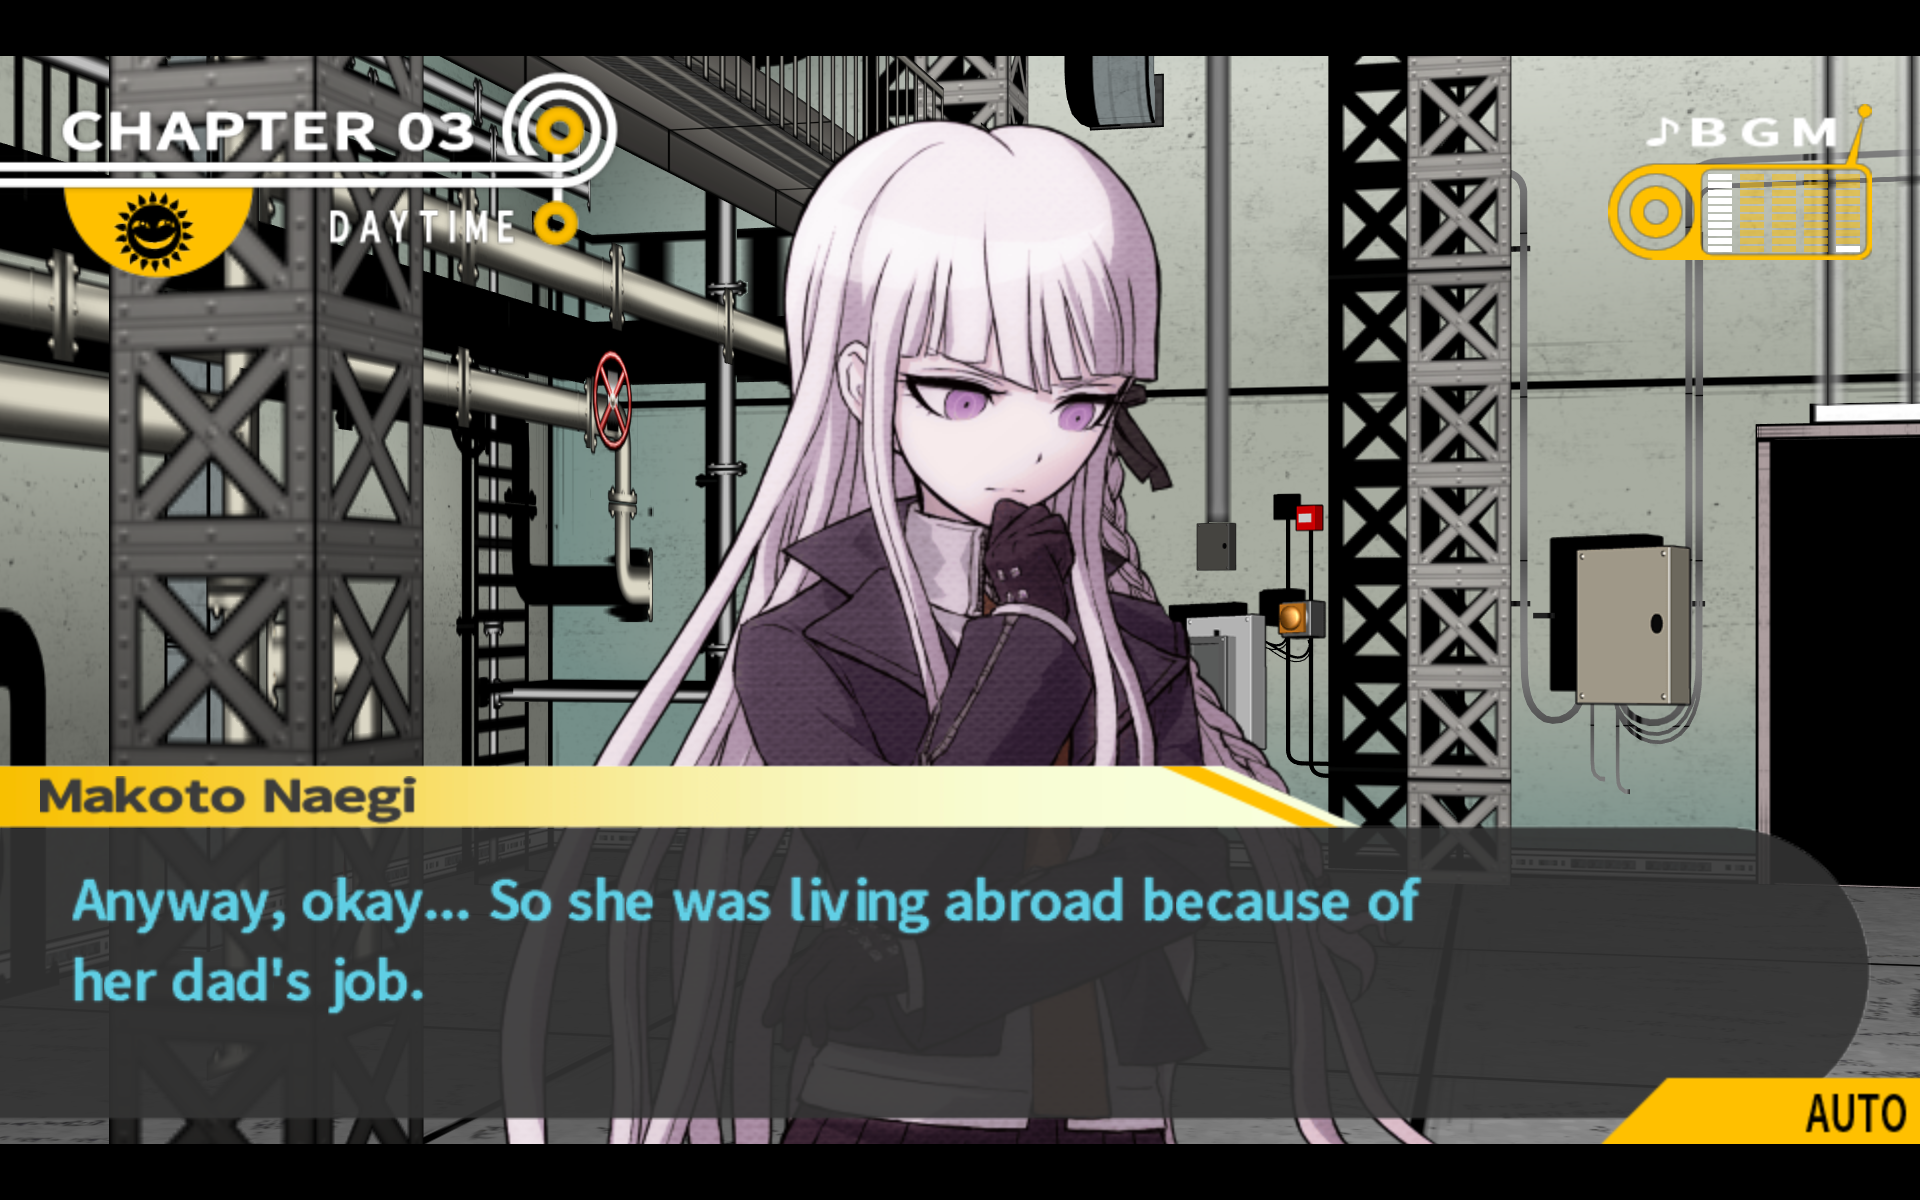 CHAPTER 03
DAYTIME
♪BGM
Makoto Naegi
Anyway, okay... So she was living abroad because of
her dad's job.
AUTO